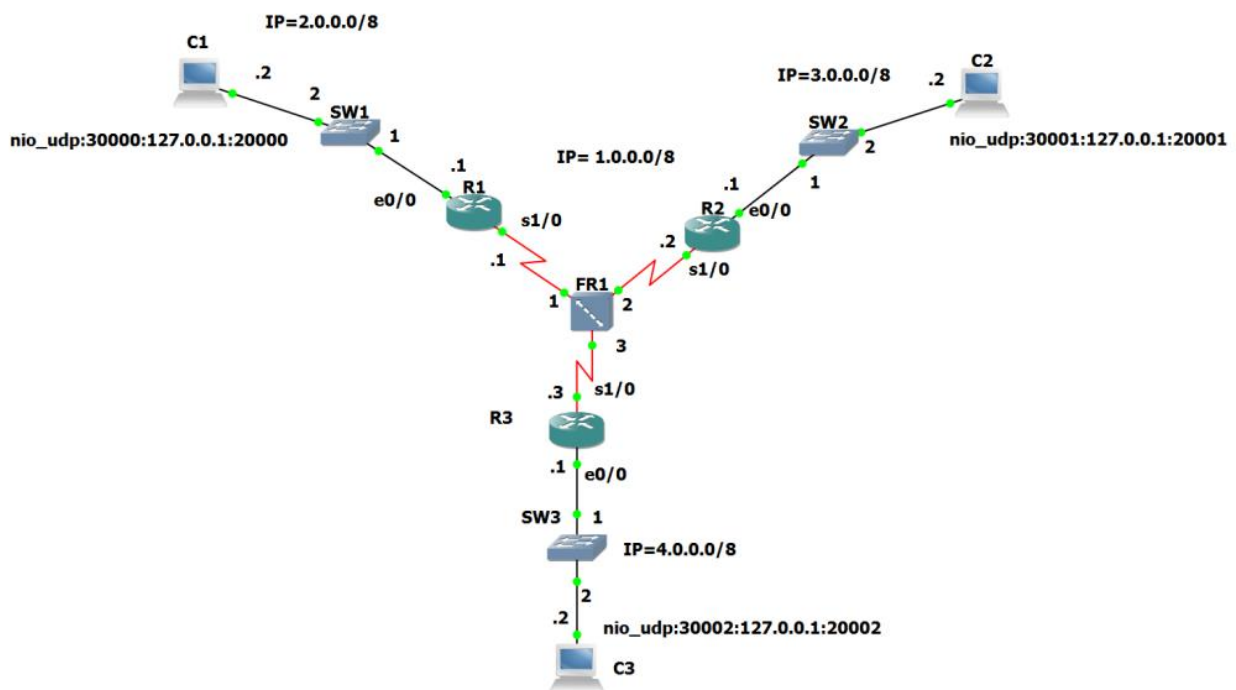 IP=2.0.0.0/8
C1
.2
2
SW1
1
nio_udp:30000:127.0.0.1:20000
.1
R1
e0/0
s1/0
.1
IP= 1.0.0.0/8
IP=3.0.0.0/8
C2
.2
SW2
2
1
nio_udp:30001:127.0.0.1:20001
.1
R2
e0/0
.2
s1/0
FR1
1
2
3
s1/0
.3
R3
.1
e0/0
SW3
1
IP=4.0.0.0/8
2
.2
nio_udp:30002:127.0.0.1:20002
C3